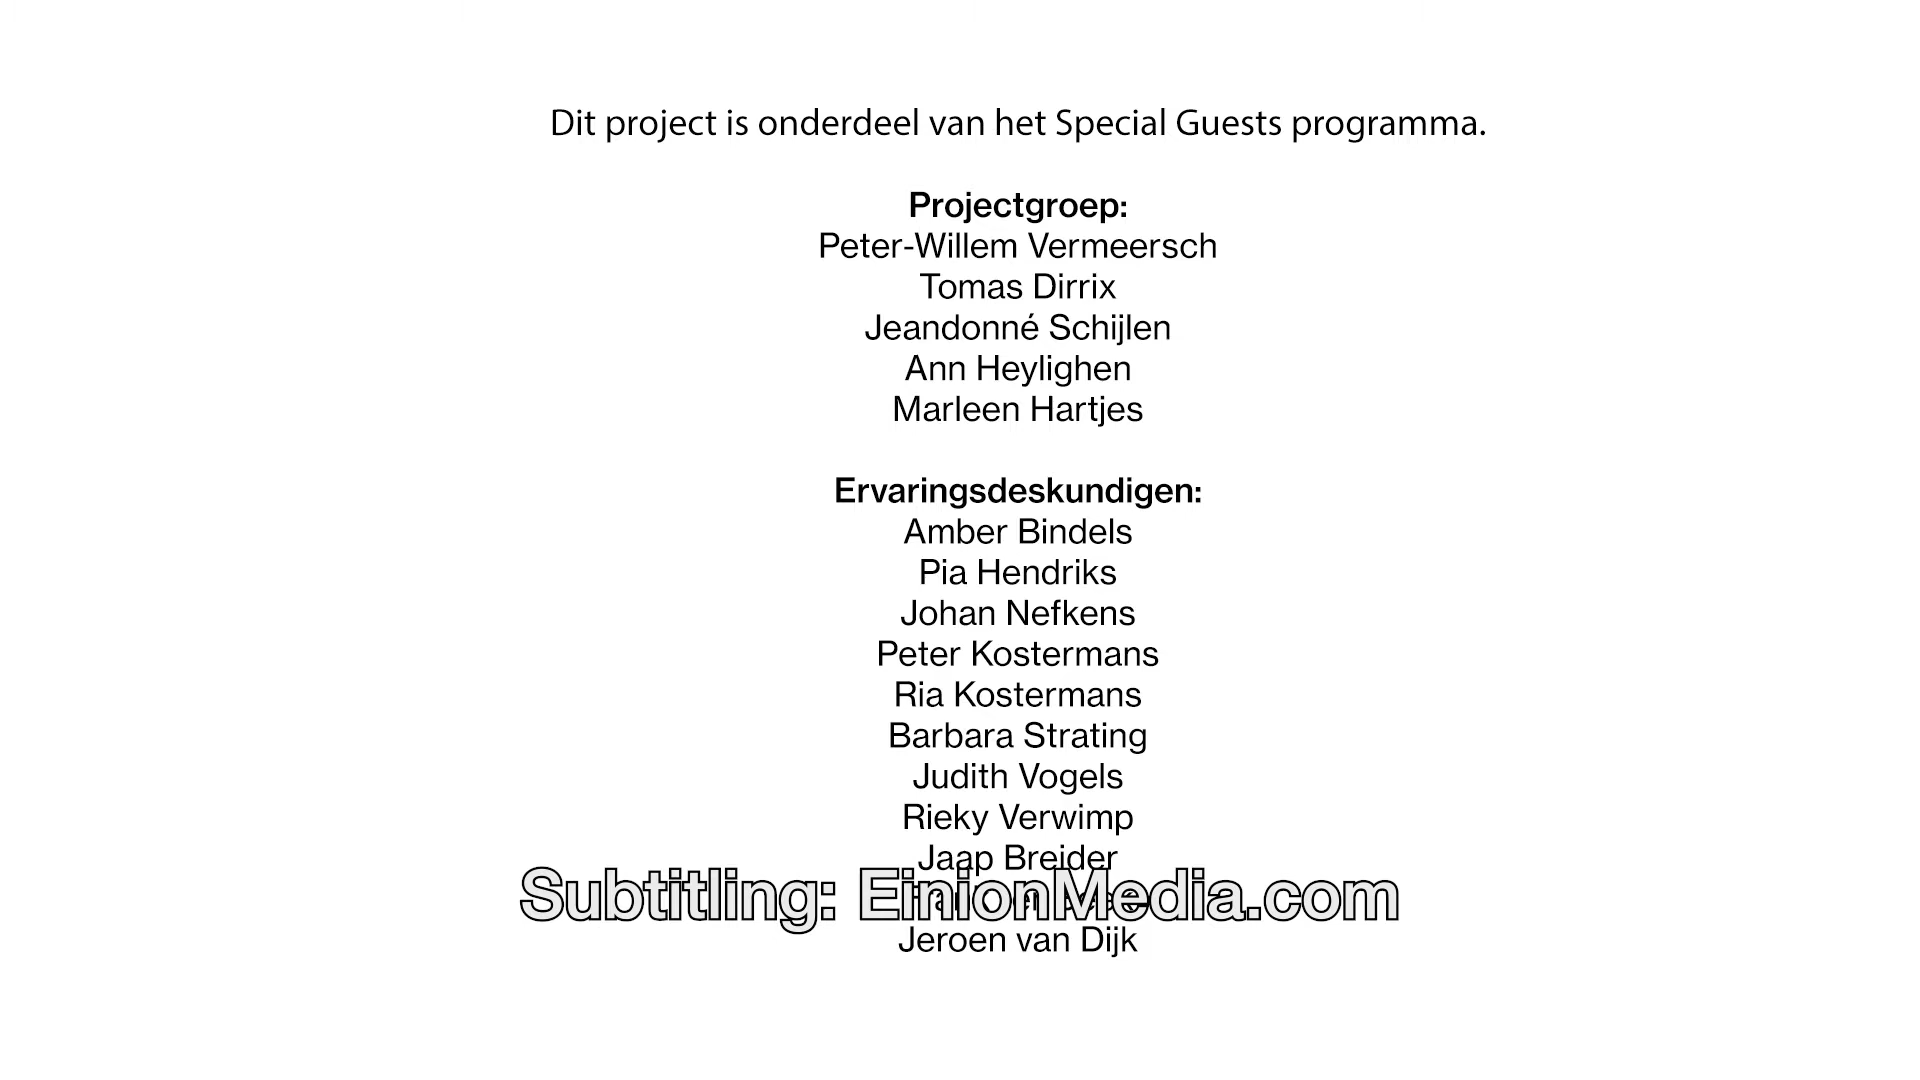 Dit project is onderdeel van het Special Guests programma.
Projectgroep:
Peter-Willem Vermeersch
Tomas Dirrix
Jeandonné Schijlen
Ann Heylighen
Marleen Hartjes
Ervaringsdeskundigen:
Amber Bindels
Pia Hendriks
Johan Nefkens
Peter Kostermans
Ria Kostermans
Barbara Strating
Judith Vogels
Rieky Verwimp
Jaap Breider
Subtitling: EinionMedia.com
Jeroen van Dijk